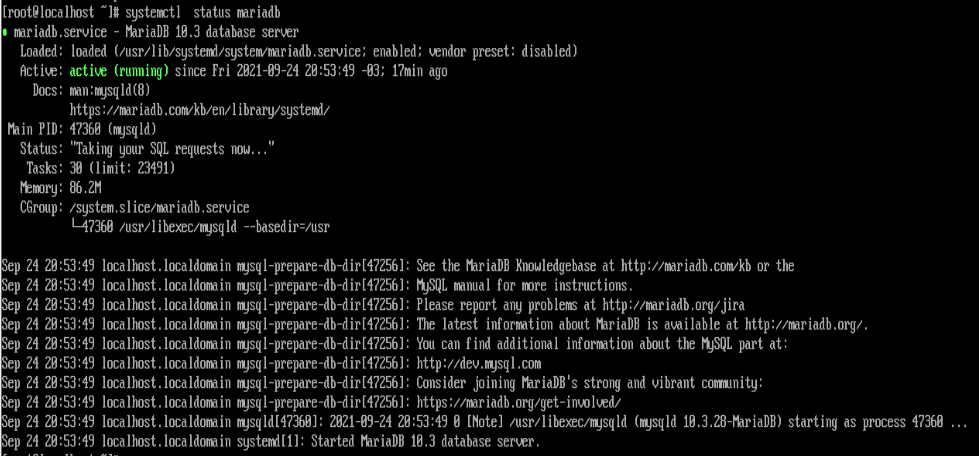 [root@localhost ~]# systemctl  status mariadb
● mariadb.service - MariaDB 10.3 database server
Loaded: loaded (/usr/lib/systemd/system/mariadb.service; enabled; vendor preset: disabled)
Active: active (running) since Fri 2021-09-24 20:53:49 -03; 17min ago
Docs: man:mysqld(8)
https://mariadb.com/kb/en/library/systemd/
Main PID: 47360 (mysqld)
Status: "Taking your SQL requests now..."
Tasks: 30 (limit: 23491)
Memory: 86.2M
CGroup: /system.slice/mariadb.service
└─47360 /usr/libexec/mysqld --basedir=/usr
Sep 24 20:53:49 localhost.localdomain mysql-prepare-db-dir[47256]: See the MariaDB Knowledgebase at http://mariadb.com/kb or the
Sep 24 20:53:49 localhost.localdomain mysql-prepare-db-dir[47256]: MySQL manual for more instructions.
Sep 24 20:53:49 localhost.localdomain mysql-prepare-db-dir[47256]: Please report any problems at http://mariadb.org/jira
Sep 24 20:53:49 localhost.localdomain mysql-prepare-db-dir[47256]: The latest information about MariaDB is available at http://mariadb.org/.
Sep 24 20:53:49 localhost.localdomain mysql-prepare-db-dir[47256]: You can find additional information about the MySQL part at:
Sep 24 20:53:49 localhost.localdomain mysql-prepare-db-dir[47256]: http://dev.mysql.com
Sep 24 20:53:49 localhost.localdomain mysql-prepare-db-dir[47256]: Consider joining MariaDB's strong and vibrant community:
Sep 24 20:53:49 localhost.localdomain mysql-prepare-db-dir[47256]: https://mariadb.org/get-involved/
Sep 24 20:53:49 localhost.localdomain mysqld[47360]: 2021-09-24 20:53:49 0 [Note] /usr/libexec/mysqld (mysqld 10.3.28-MariaDB) starting as process 47360 ...
Sep 24 20:53:49 localhost.localdomain systemd[1]: Started MariaDB 10.3 database server.